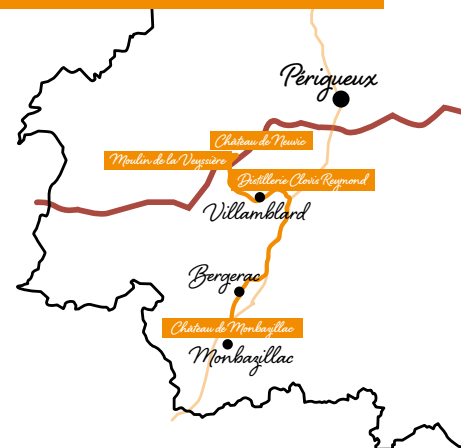 Périgueux
Château de Neuvic
Moulin de la Veyssière
Distillerie Clovis Reymond
Villamblard
Bergerac
Château de Monbazillac
Monbazillac